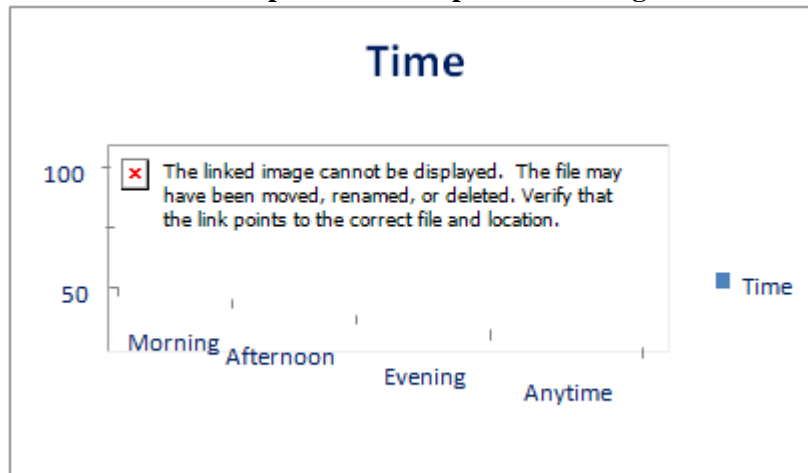 Time
100
The linked image cannot be displayed. The file may
have been moved, renamed, or deleted. Verify that
the link points to the correct file and location.
50
Time
Morning
Afternoon
Evening
Anytime